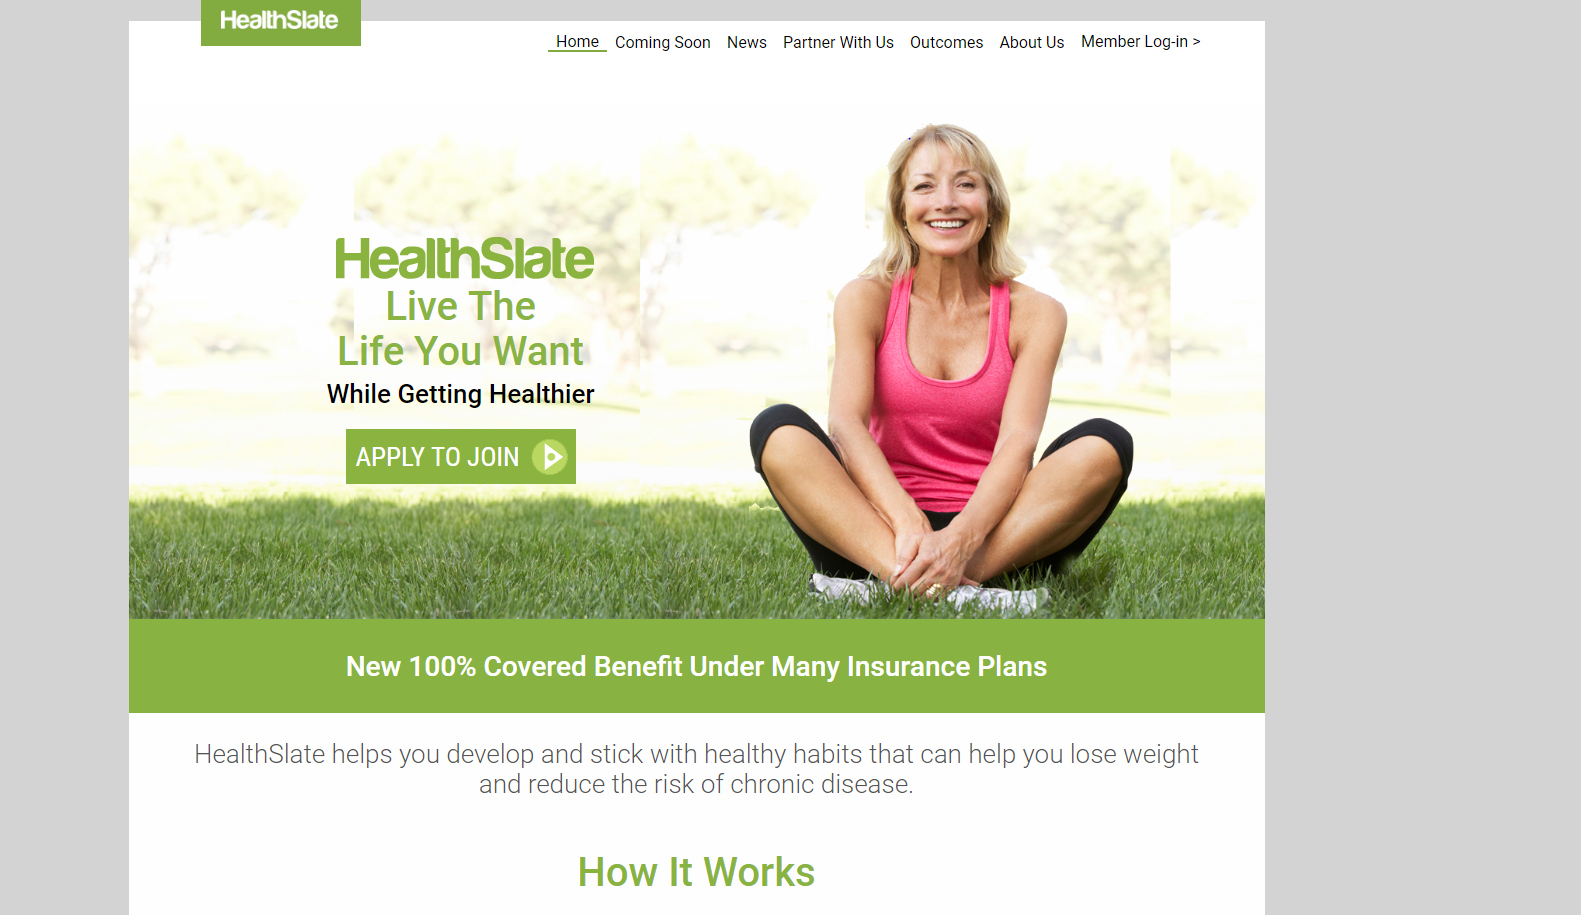 HealthSlate
Home Coming Soon News Partner With Us Outcomes About Us Member Log-in >
HealthSlate
Live The
Life You Want
While Getting Healthier
APPLY TO JOIN
New 100% Covered Benefit Under Many Insurance Plans
HealthSlate helps you develop and stick with healthy habits that can help you lose weight
and reduce the risk of chronic disease.
How It Works